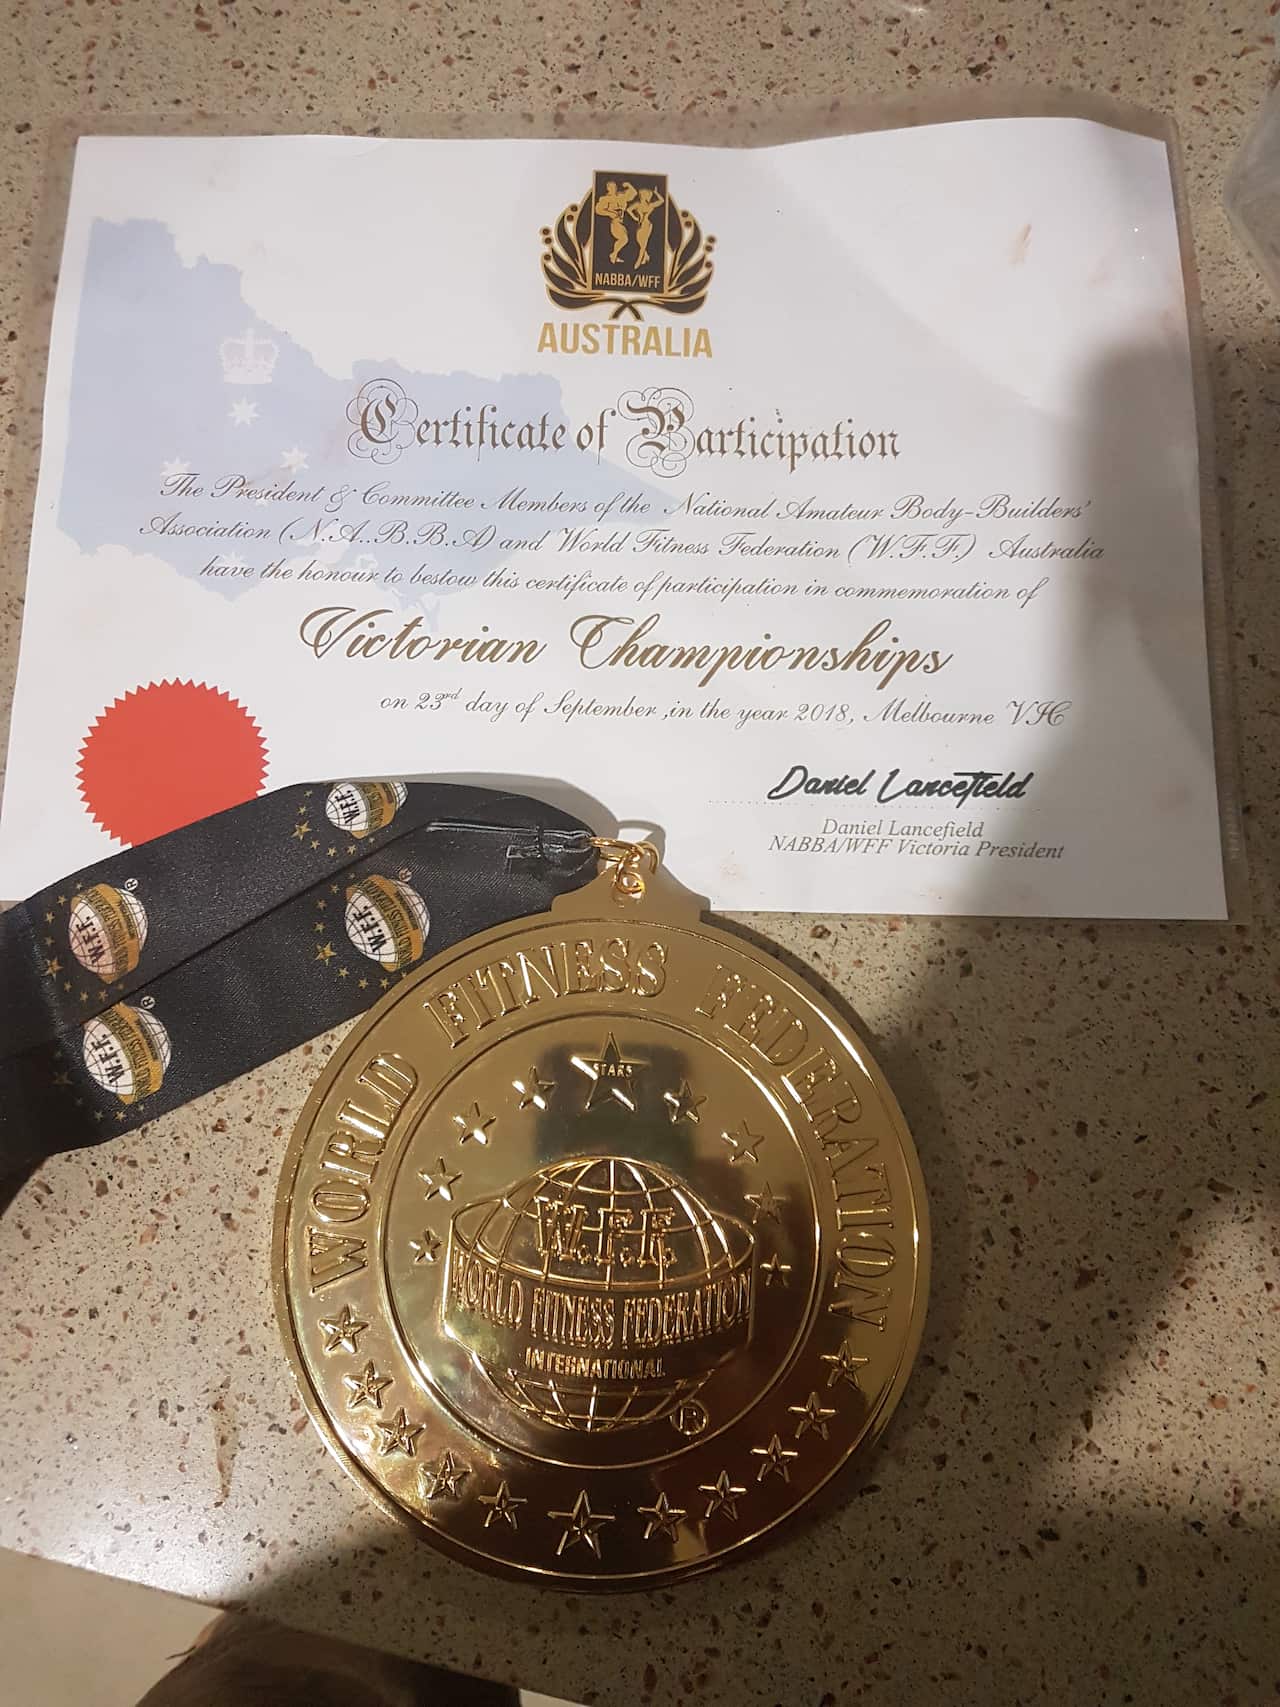 NABBA/WFF
AUSTRALIA
Certificate of Participation
The President & Committee Members of the National Amateur Body-Builders'
Association (N.A..B.B.A) and World Fitness Federation (W.F.F.) Australia
have the honour to bestow this certificate of participation in commemoration of
Victorian Championships
on 23rd day of September ,in the year 2018, Melbourne VIC
Daniel Lancefield
Daniel Lancefield
NABBA/WFF Victoria President
W.F.F.
®
W.F.F.
W.F.F.
®
W.F.F.
®
WORLD FITNESS FEDERATION
STARS
W.F.F.
WORLD FITNESS FEDERATION
INTERNATIONAL
®